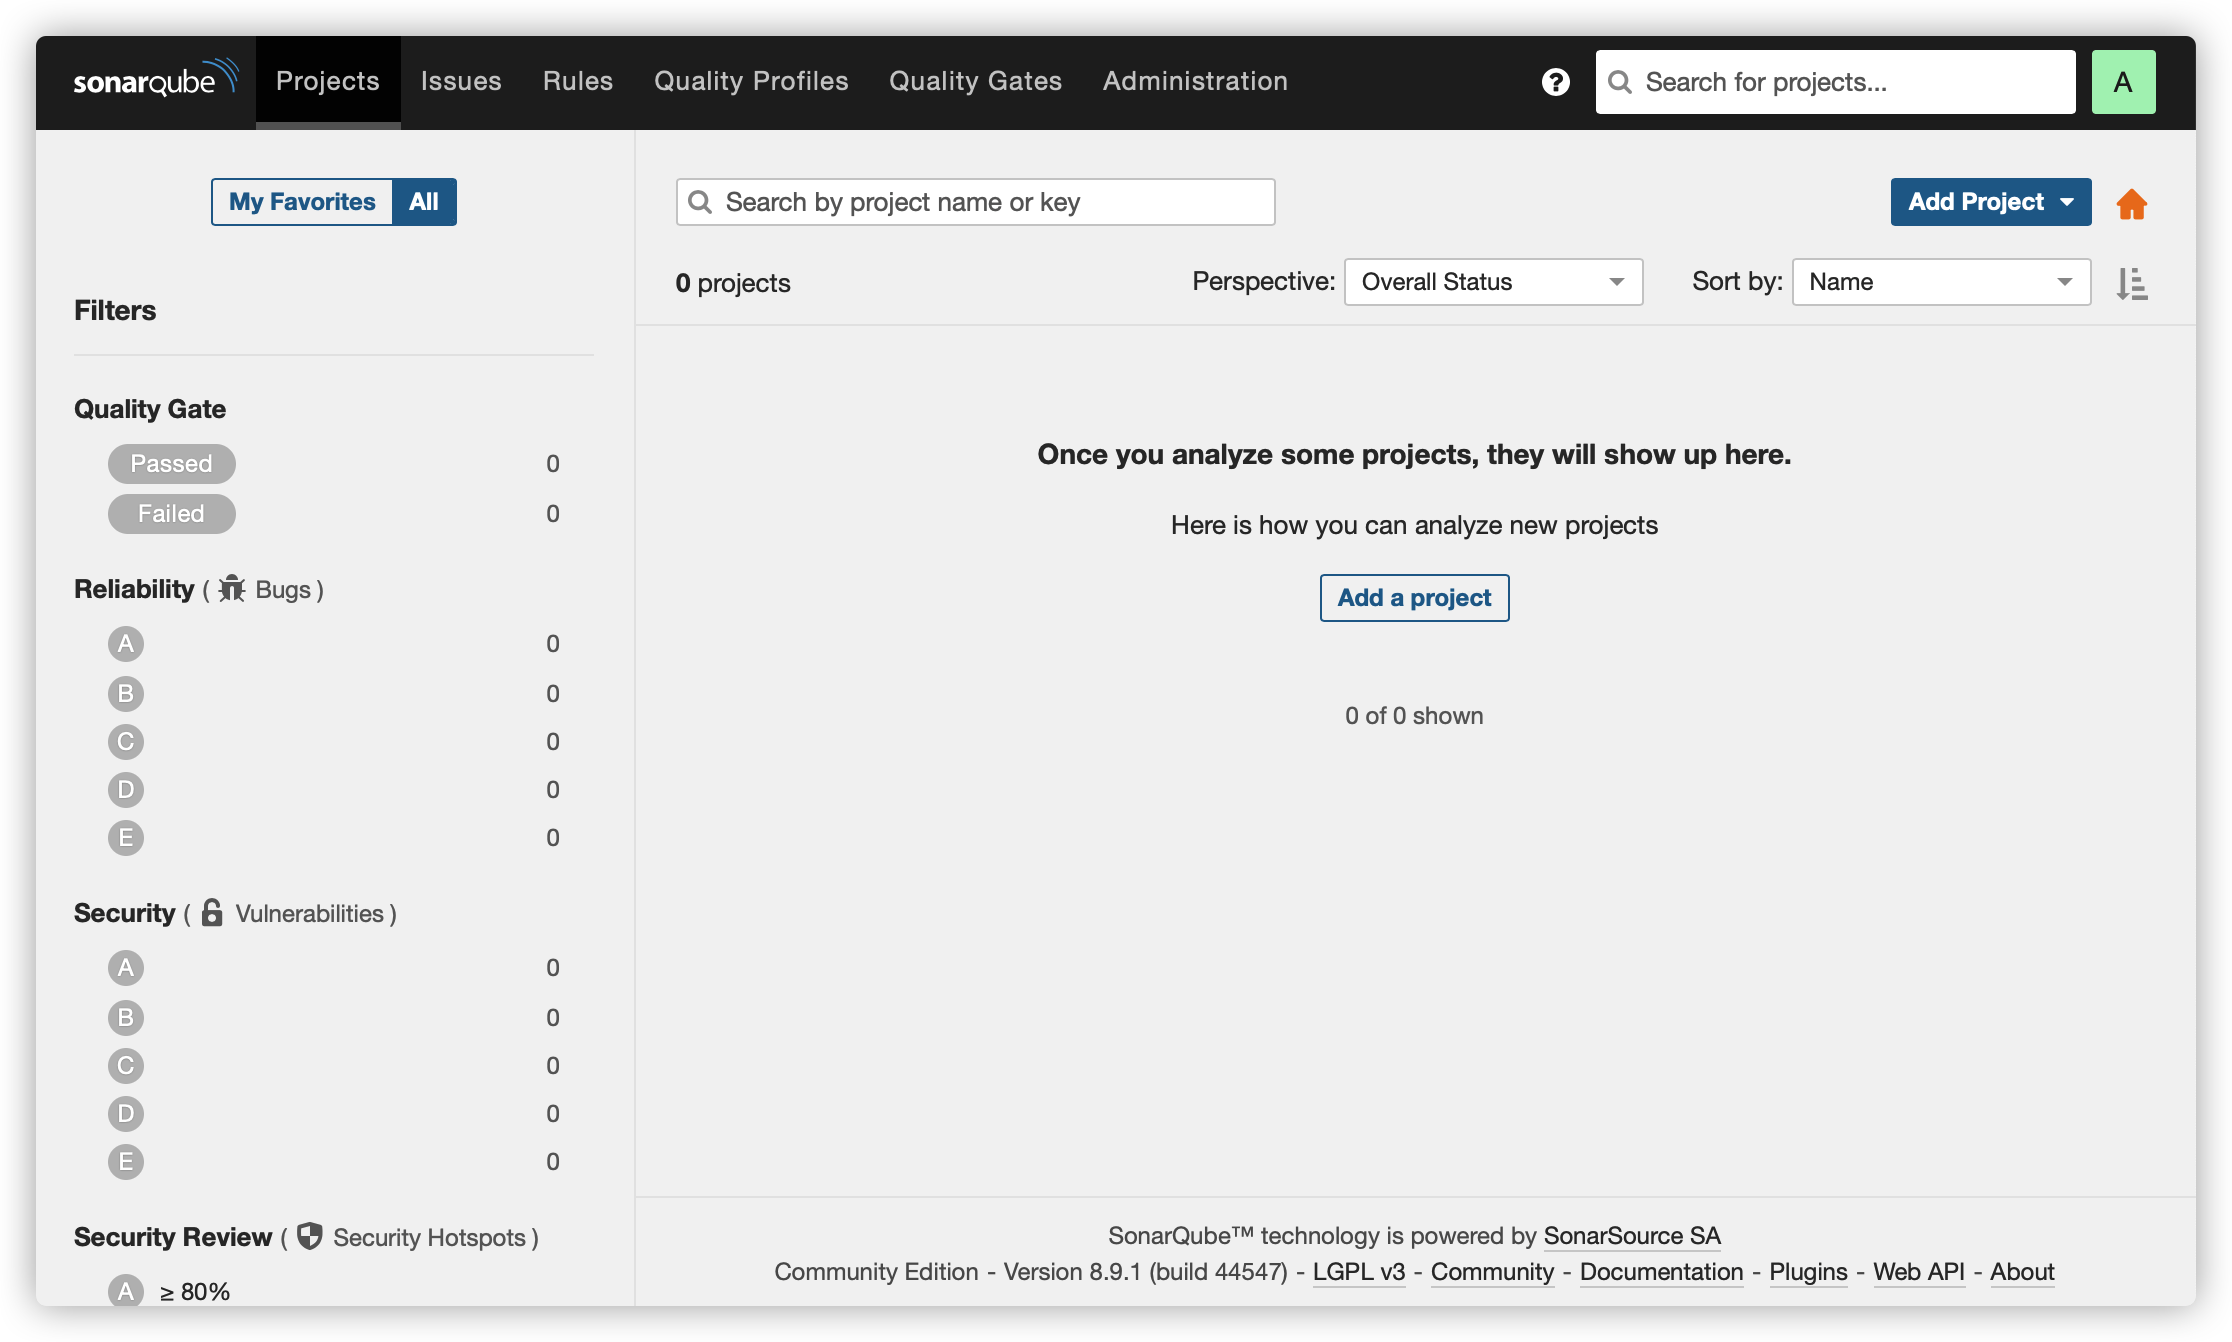 sonarqube Projects Issues Rules Quality Profiles Quality Gates Administration ? Search for projects... A
My Favorites All
Filters
Quality Gate
Passed 0
Failed 0
Reliability ( Bugs )
A 0
B 0
C 0
D 0
E 0
Security ( Vulnerabilities )
A 0
B 0
C 0
D 0
E 0
Security Review ( Security Hotspots )
A ≥ 80%
Search by project name or key
Add Project
0 projects
Perspective: Overall Status
Sort by: Name
Once you analyze some projects, they will show up here.
Here is how you can analyze new projects
Add a project
0 of 0 shown
SonarQube™ technology is powered by SonarSource SA
Community Edition - Version 8.9.1 (build 44547) - LGPL v3 - Community - Documentation - Plugins - Web API - About